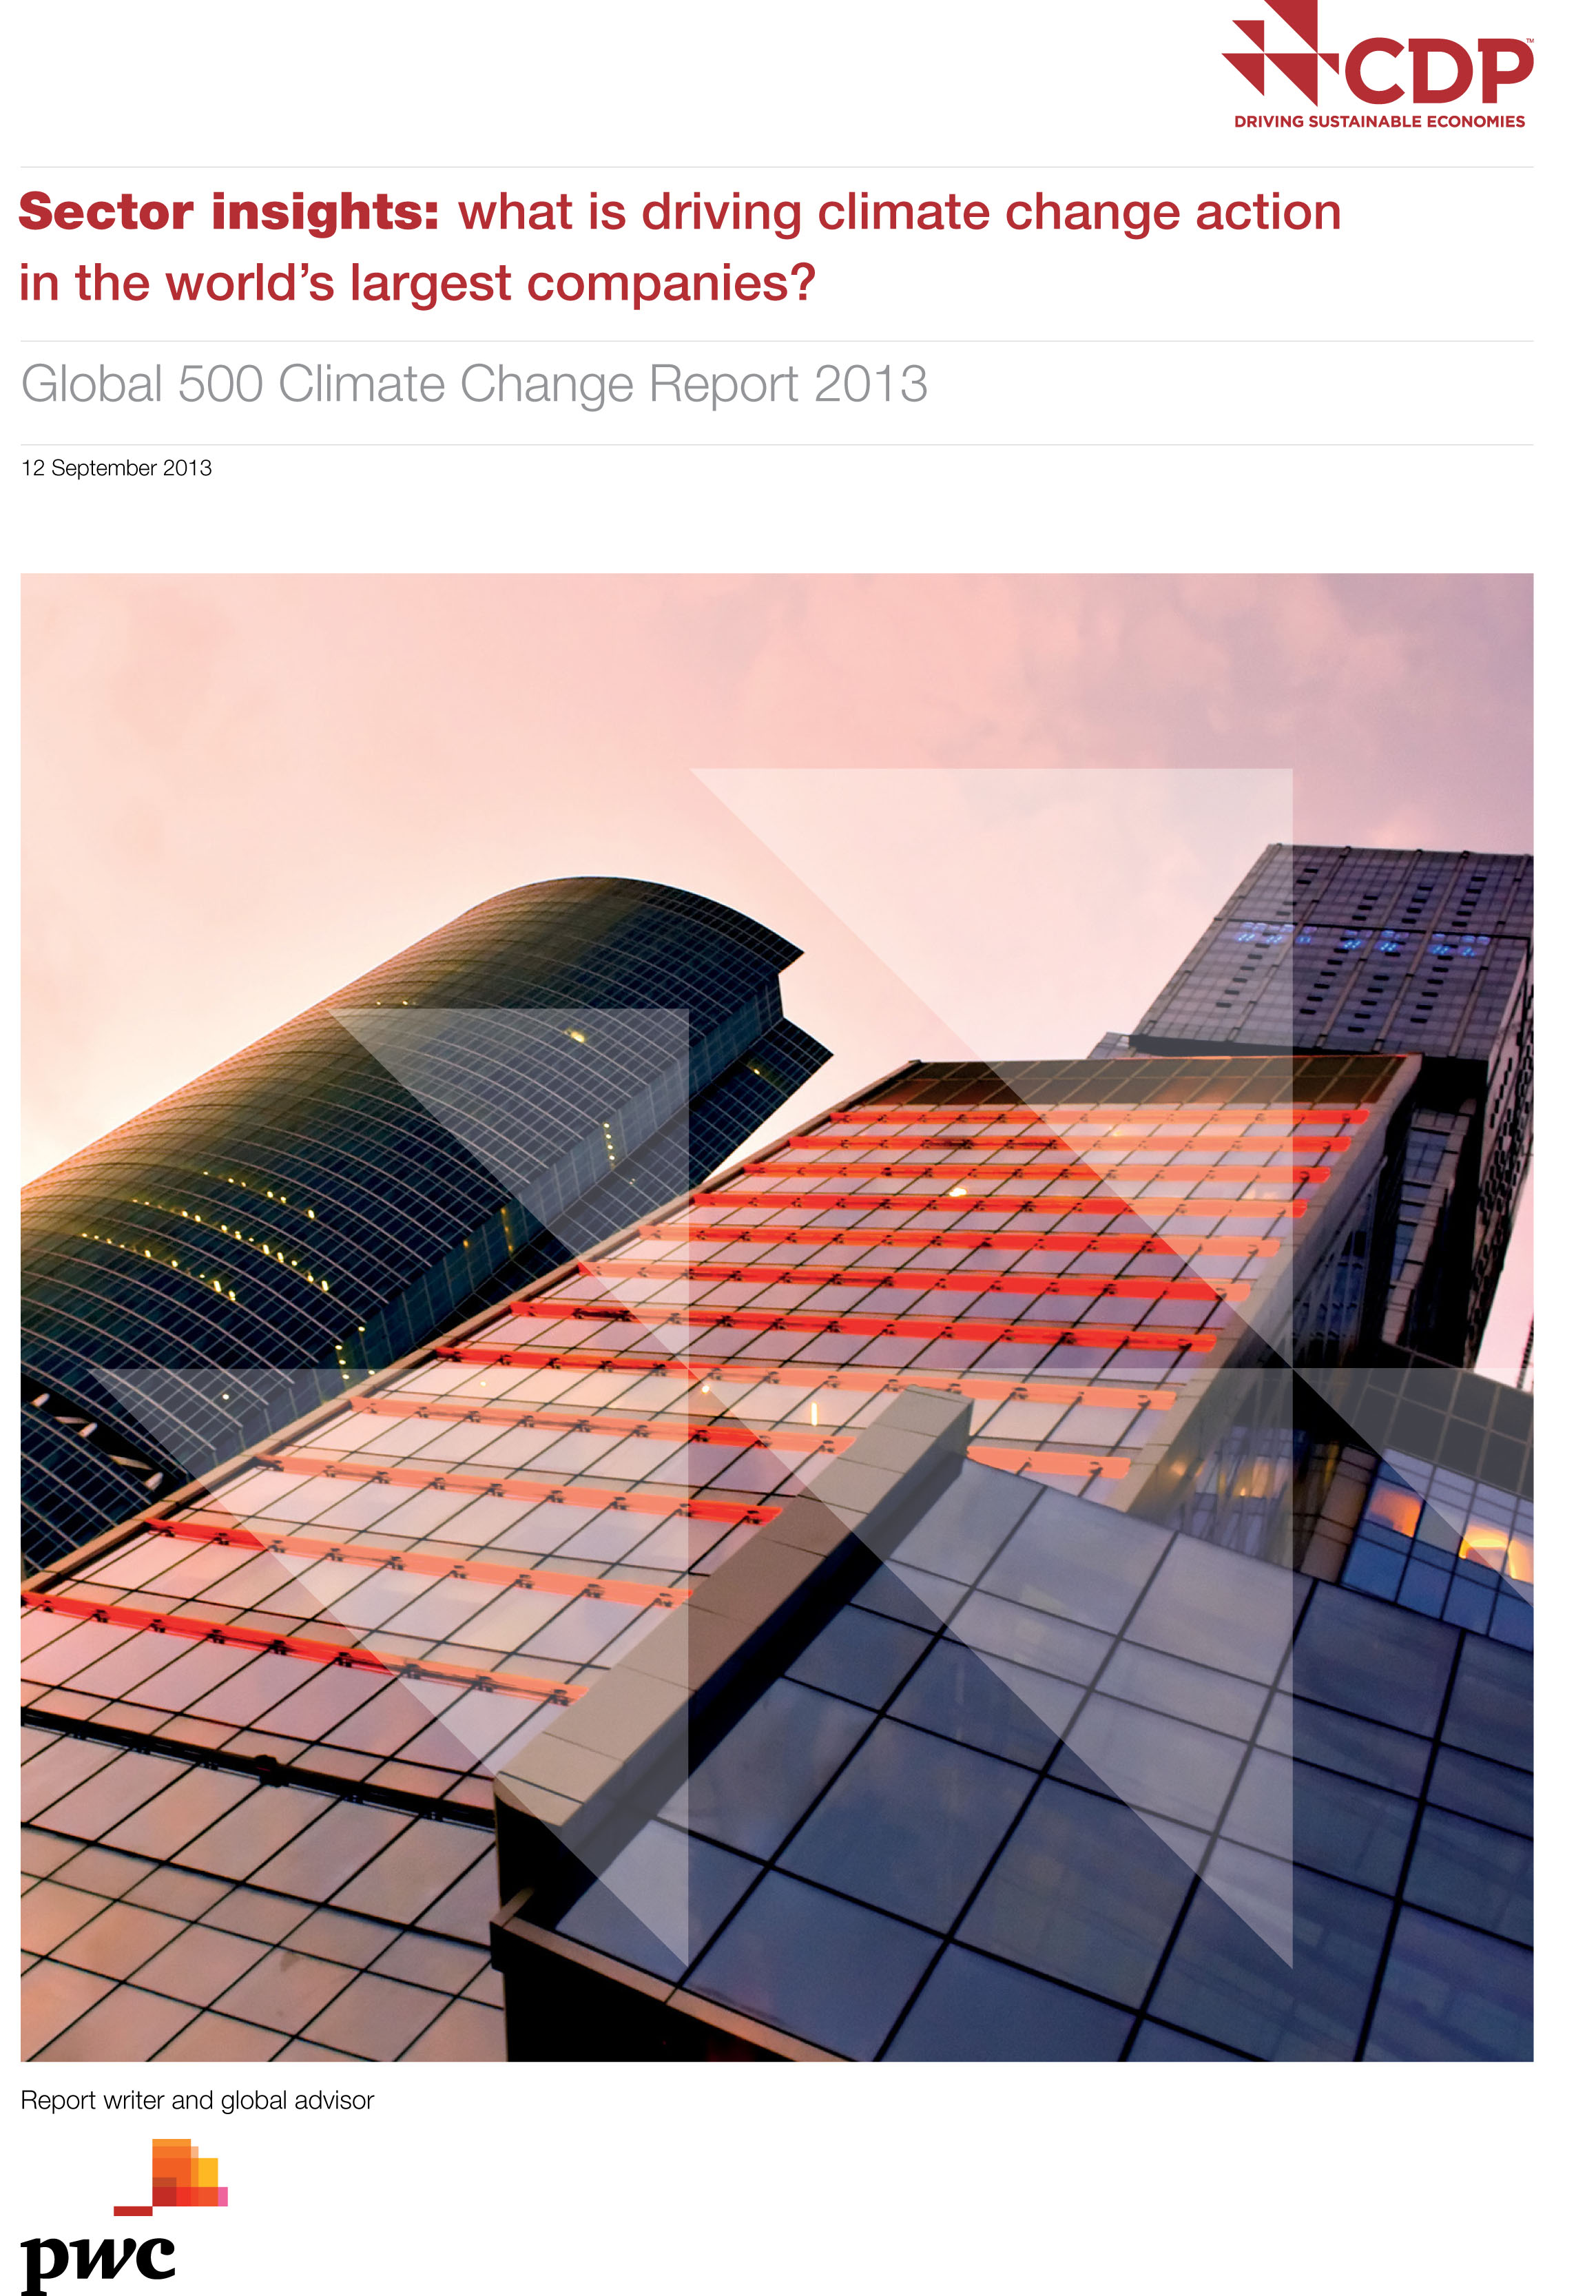 CDP™
DRIVING SUSTAINABLE ECONOMIES
Sector insights: what is driving climate change action
in the world’s largest companies?
Global 500 Climate Change Report 2013
12 September 2013
Report writer and global advisor
pwc